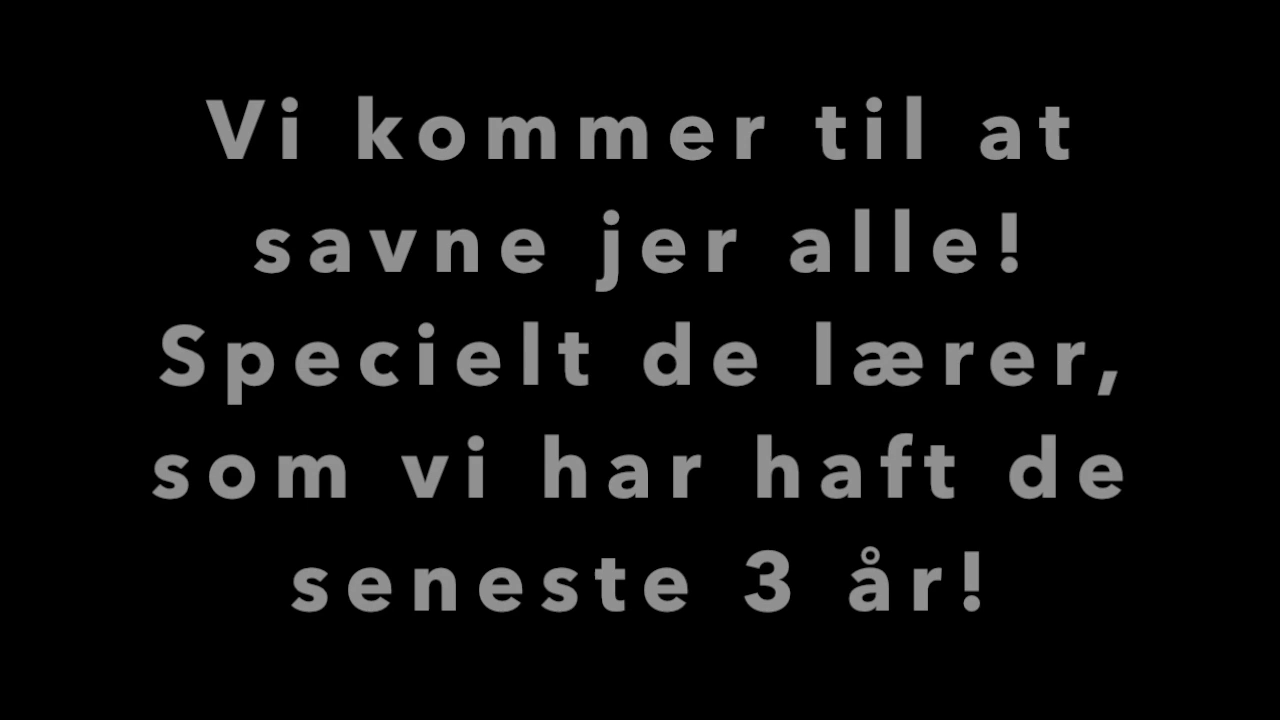 Vi kommer til at
savne jer alle!
Specielt de lærer,
som vi har haft de
seneste 3 år!